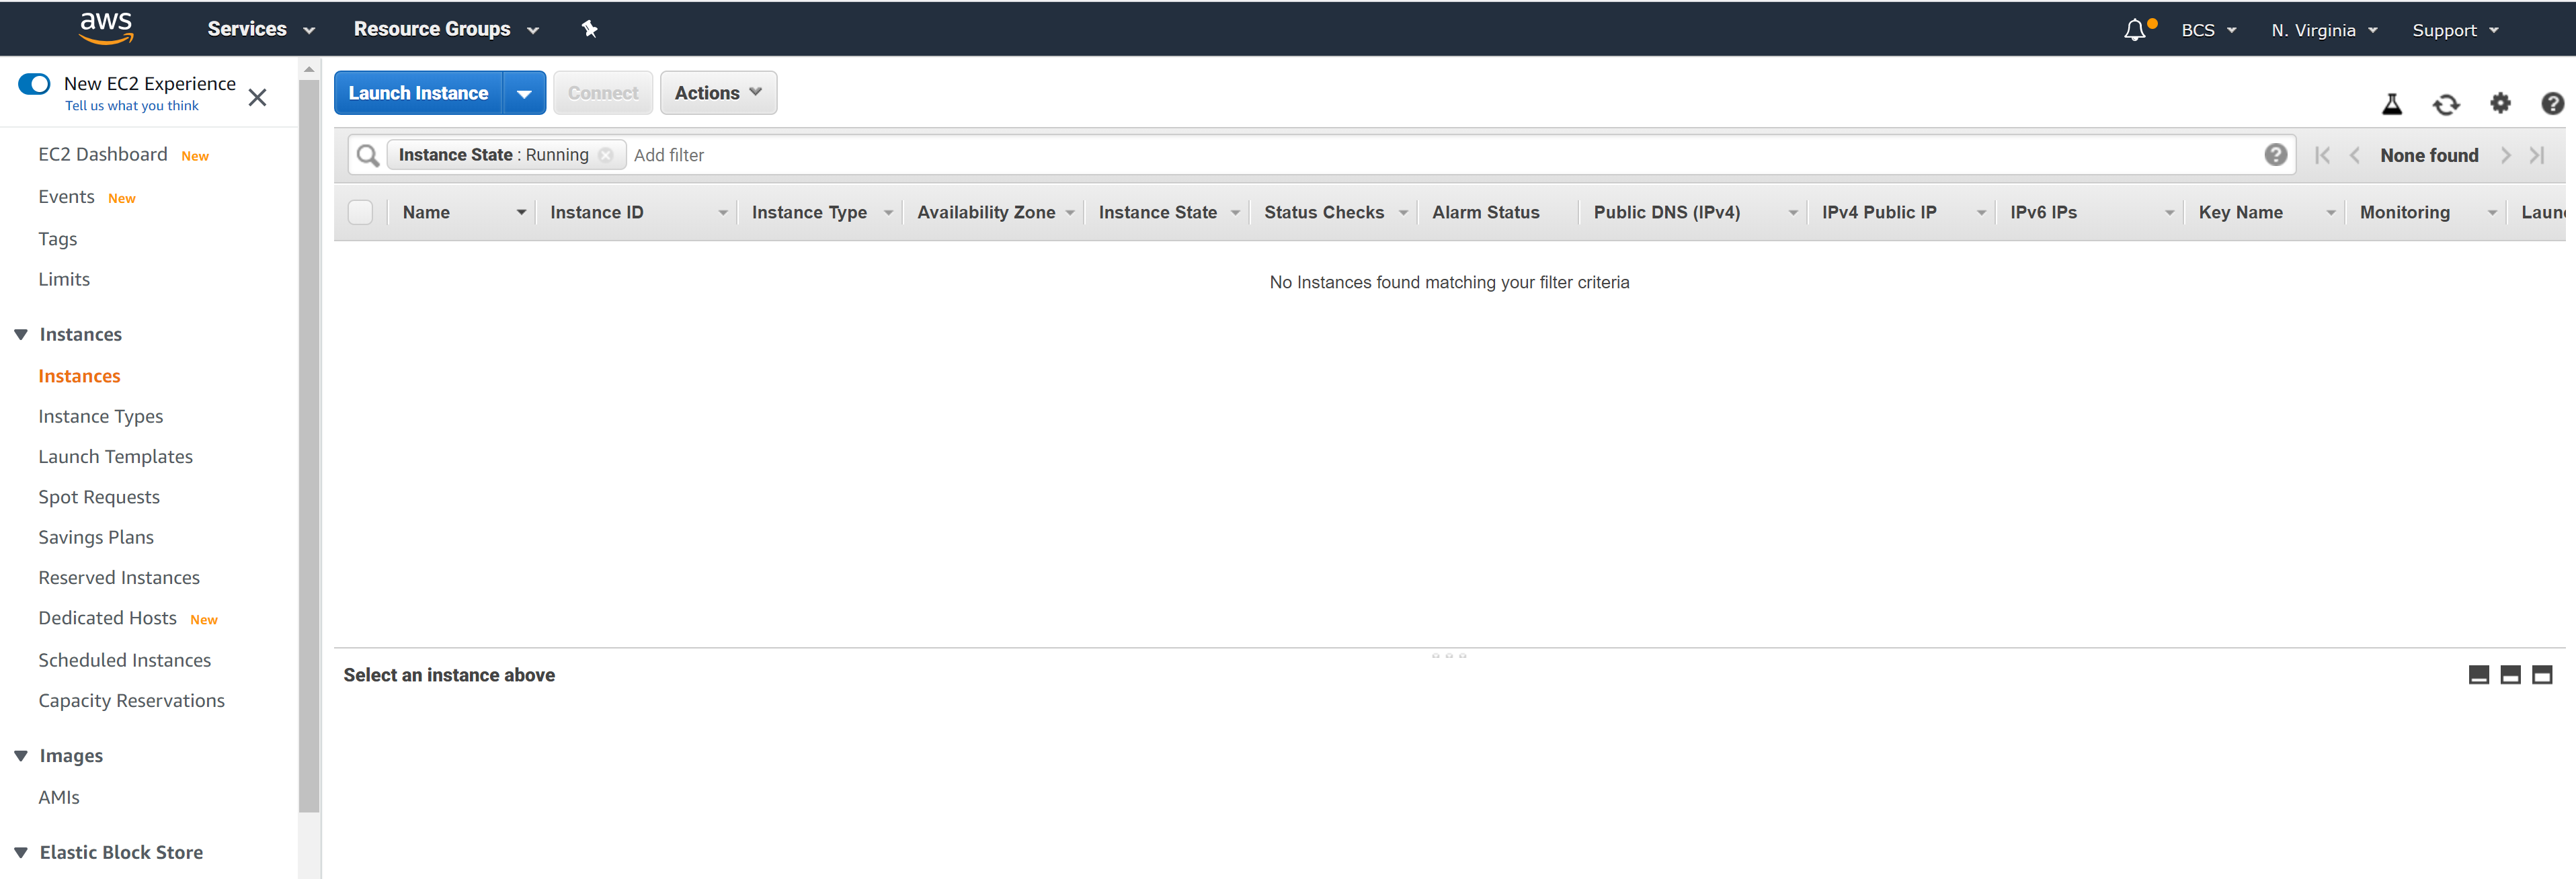 aws Services Resource Groups BCS N. Virginia Support
New EC2 Experience
Tell us what you think
EC2 Dashboard New
Events New
Tags
Limits
Instances
Instances
Instance Types
Launch Templates
Spot Requests
Savings Plans
Reserved Instances
Dedicated Hosts New
Scheduled Instances
Capacity Reservations
Images
AMIs
Elastic Block Store
Launch Instance Connect Actions
Instance State : Running Add filter None found
Name Instance ID Instance Type Availability Zone Instance State Status Checks Alarm Status Public DNS (IPv4) IPv4 Public IP IPv6 IPs Key Name Monitoring Laun
No Instances found matching your filter criteria
Select an instance above